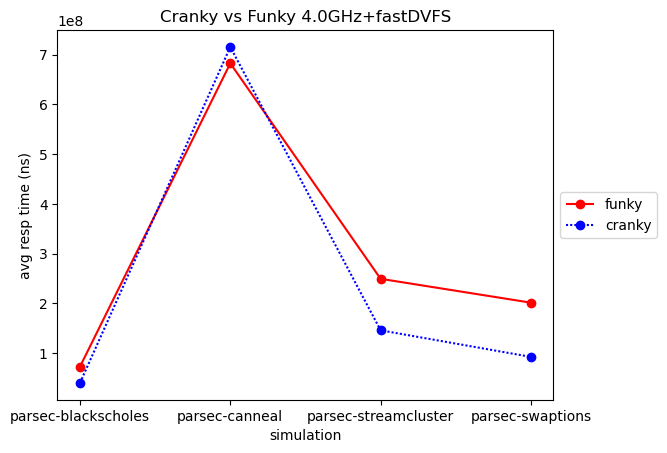 Cranky vs Funky 4.0GHz+fastDVFS
1e8
7
6
5
4
3
2
1
avg resp time (ns)
funky
cranky
parsec-blackscholes parsec-canneal parsec-streamcluster parsec-swaptions
simulation